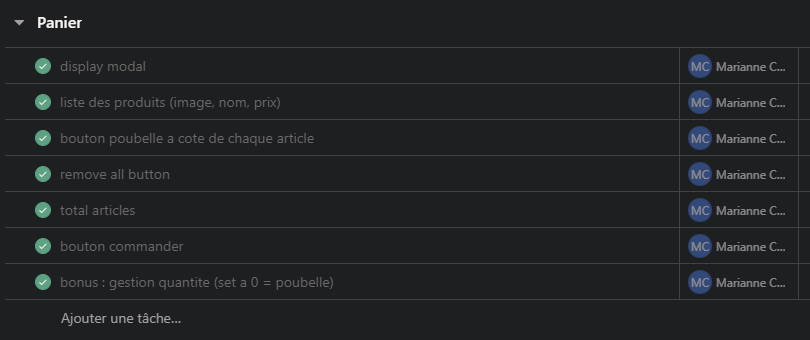 Panier
display modal
MC Marianne C...
liste des produits (image, nom, prix)
MC Marianne C...
bouton poubelle a cote de chaque article
MC Marianne C...
remove all button
MC Marianne C...
total articles
MC Marianne C...
bouton commander
MC Marianne C...
bonus : gestion quantite (set a 0 = poubelle)
MC Marianne C...
Ajouter une tâche...